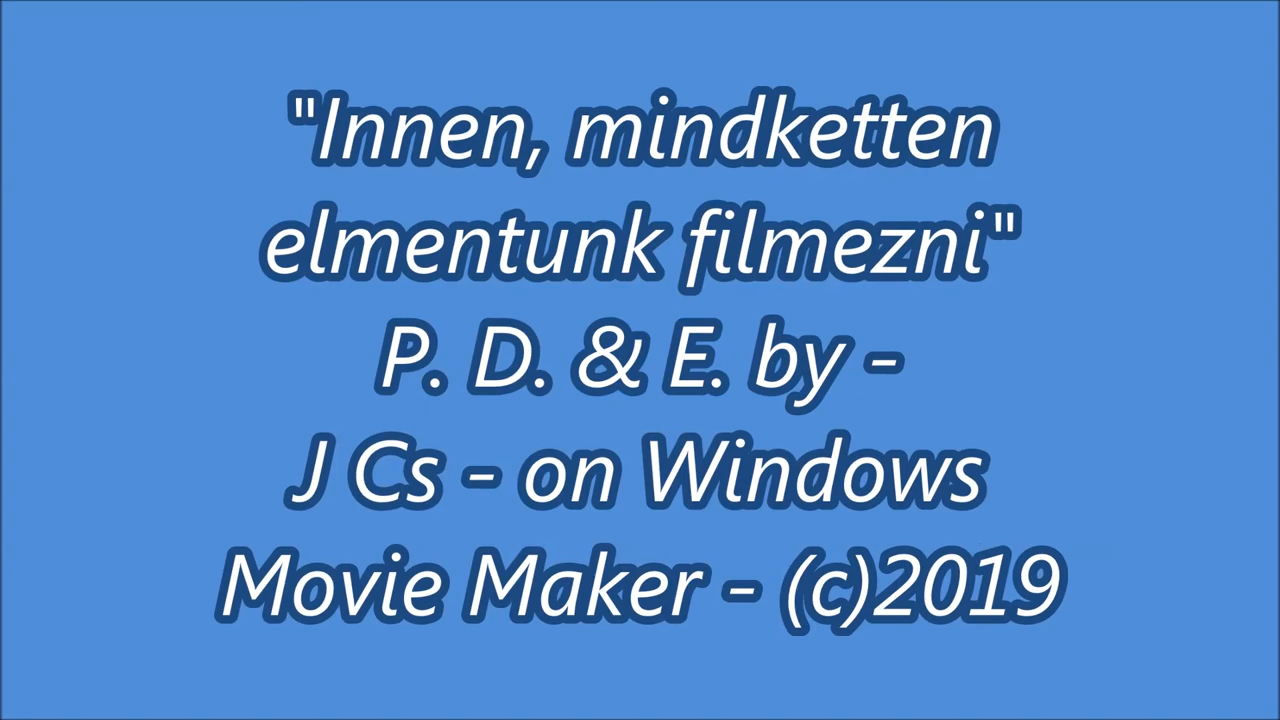 "Innen, mindketten
elmentunk filmezni"
P. D. & E. by -
J Cs - on Windows
Movie Maker - (c)2019